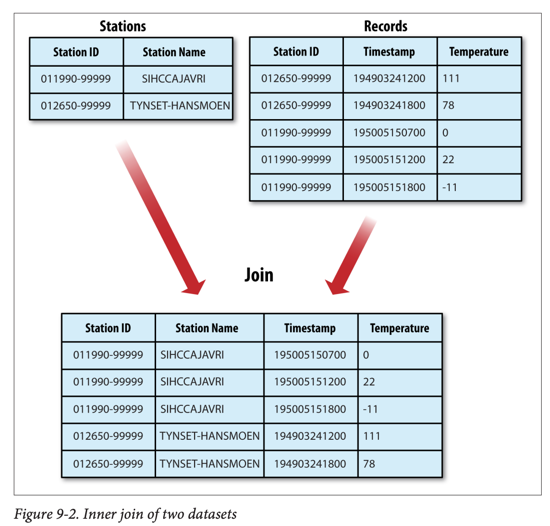 Stations
Station ID Station Name
011990-99999 SIHCCAJAVRI
012650-99999 TYNSET-HANSMOEN
Records
Station ID Timestamp Temperature
012650-99999 194903241200 111
012650-99999 194903241800 78
011990-99999 195005150700 0
011990-99999 195005151200 22
011990-99999 195005151800 -11
Join
Station ID Station Name Timestamp Temperature
011990-99999 SIHCCAJAVRI 195005150700 0
011990-99999 SIHCCAJAVRI 195005151200 22
011990-99999 SIHCCAJAVRI 195005151800 -11
012650-99999 TYNSET-HANSMOEN 194903241200 111
012650-99999 TYNSET-HANSMOEN 194903241800 78
Figure 9-2. Inner join of two datasets